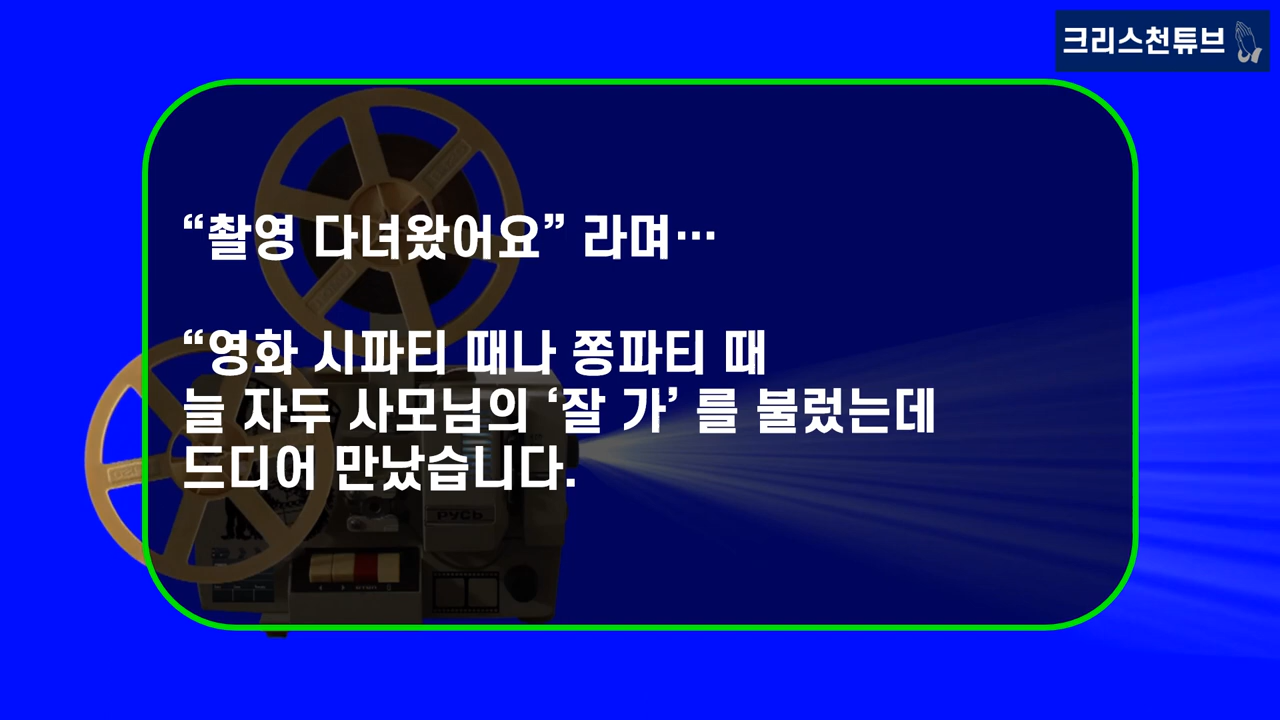 크리스천튜브
“촬영 다녀왔어요” 라며…
“영화 시파티 때나 쫑파티 때
늘 자두 사모님의 ‘잘 가’ 를 불렀는데
드디어 만났습니다.
РУСЬ